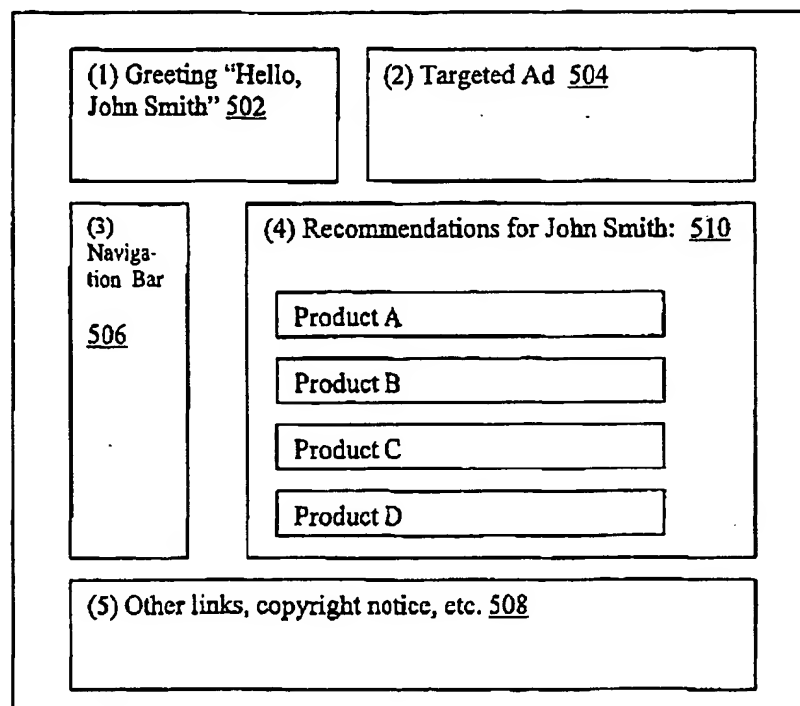 (1) Greeting “Hello,
John Smith” 502
(2) Targeted Ad 504
(3)
Naviga-
tion Bar
506
(4) Recommendations for John Smith: 510
Product A
Product B
Product C
Product D
(5) Other links, copyright notice, etc. 508